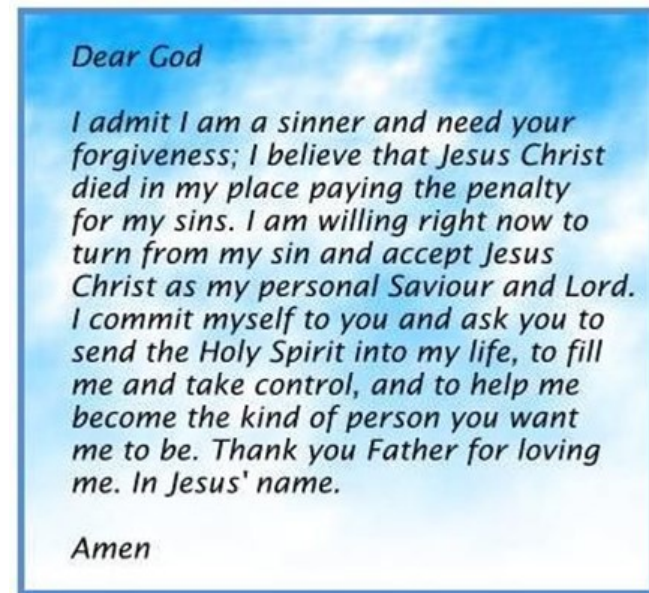 Dear God
I admit I am a sinner and need your
forgiveness; I believe that Jesus Christ
died in my place paying the penalty
for my sins. I am willing right now to
turn from my sin and accept Jesus
Christ as my personal Saviour and Lord.
I commit myself to you and ask you to
send the Holy Spirit into my life, to fill
me and take control, and to help me
become the kind of person you want
me to be. Thank you Father for loving
me. In Jesus' name.
Amen